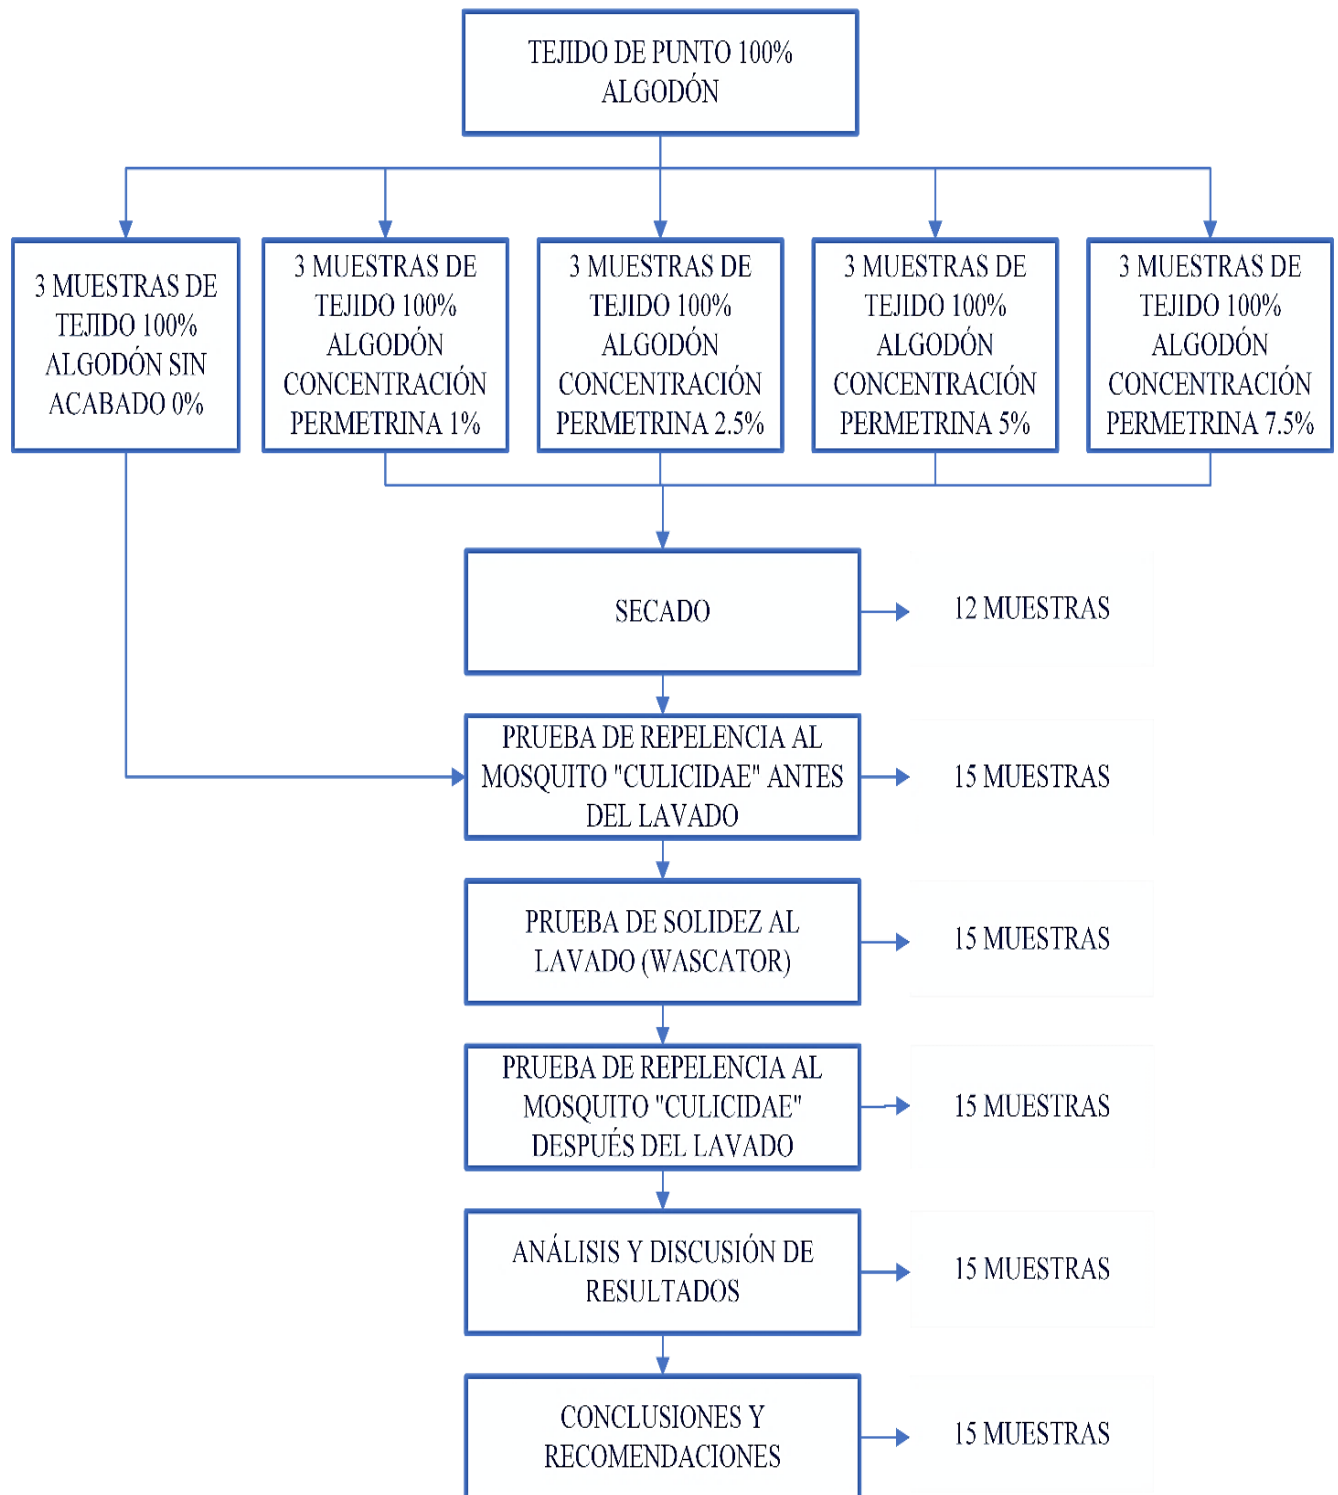 TEJIDO DE PUNTO 100%
ALGODÓN
3 MUESTRAS DE
TEJIDO 100%
ALGODÓN SIN
ACABADO 0%
3 MUESTRAS DE
TEJIDO 100%
ALGODÓN
CONCENTRACIÓN
PERMETRINA 1%
3 MUESTRAS DE
TEJIDO 100%
ALGODÓN
CONCENTRACIÓN
PERMETRINA 2.5%
3 MUESTRAS DE
TEJIDO 100%
ALGODÓN
CONCENTRACIÓN
PERMETRINA 5%
3 MUESTRAS DE
TEJIDO 100%
ALGODÓN
CONCENTRACIÓN
PERMETRINA 7.5%
SECADO
12 MUESTRAS
PRUEBA DE REPELENCIA AL
MOSQUITO "CULICIDAE" ANTES
DEL LAVADO
15 MUESTRAS
PRUEBA DE SOLIDEZ AL
LAVADO (WASCATOR)
15 MUESTRAS
PRUEBA DE REPELENCIA AL
MOSQUITO "CULICIDAE"
DESPUÉS DEL LAVADO
15 MUESTRAS
ANÁLISIS Y DISCUSIÓN DE
RESULTADOS
15 MUESTRAS
CONCLUSIONES Y
RECOMENDACIONES
15 MUESTRAS